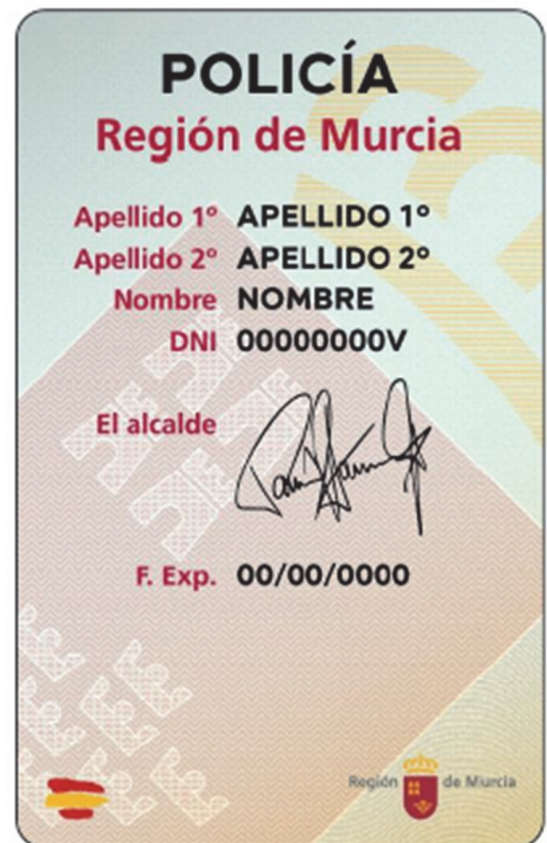 POLICÍA
Región de Murcia
Apellido 1º APELLIDO 1º
Apellido 2º APELLIDO 2º
Nombre NOMBRE
DNI 00000000V
El alcalde
F. Exp. 00/00/0000
Región de Murcia